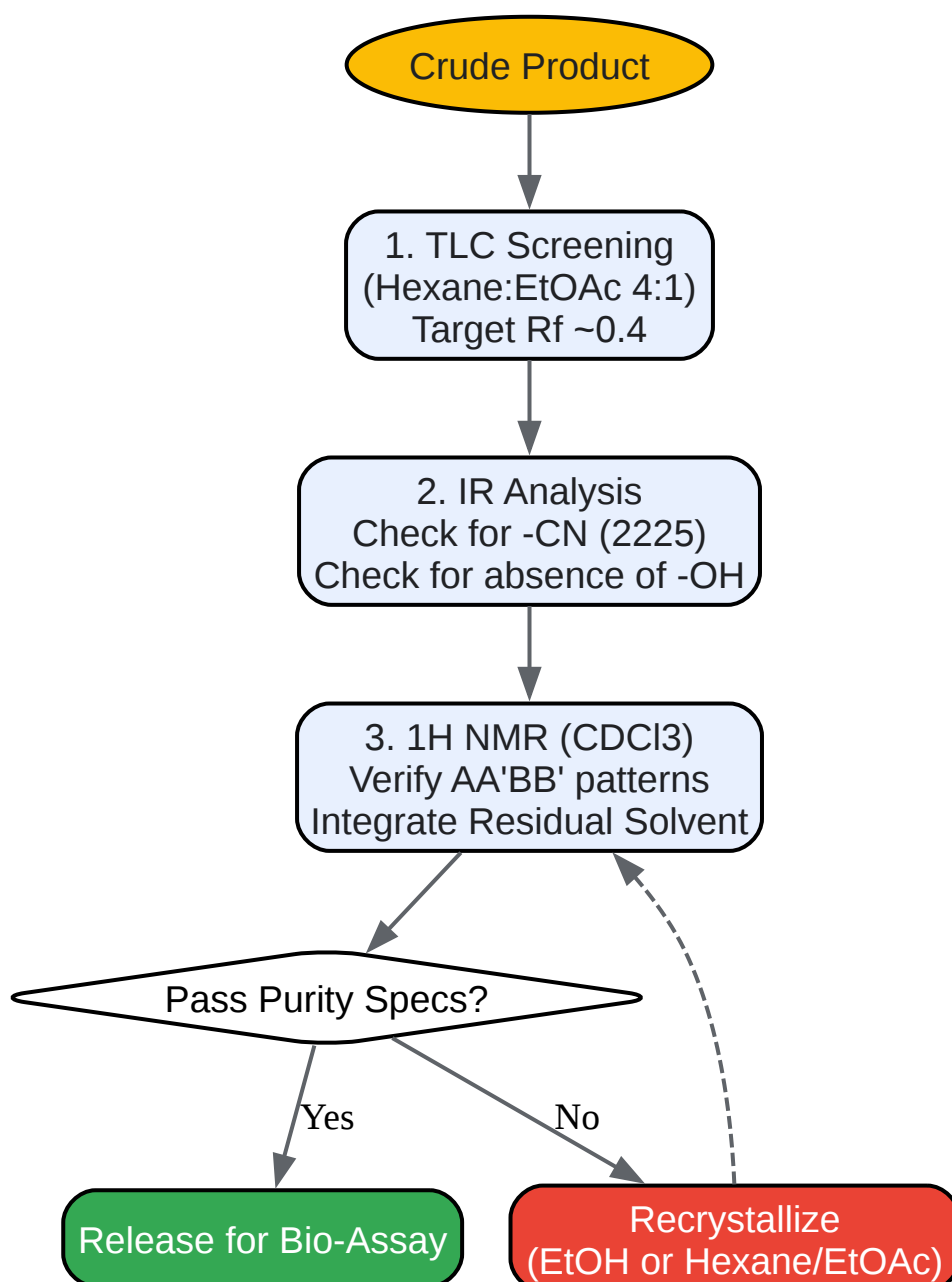 Crude Product
1. TLC Screening
(Hexane:EtOAc 4:1)
Target Rf ~0.4
2. IR Analysis
Check for -CN (2225)
Check for absence of -OH
3. 1H NMR (CDCl3)
Verify AA'BB' patterns
Integrate Residual Solvent
Pass Purity Specs?
Yes
No
Release for Bio-Assay
Recrystallize
(EtOH or Hexane/EtOAc)